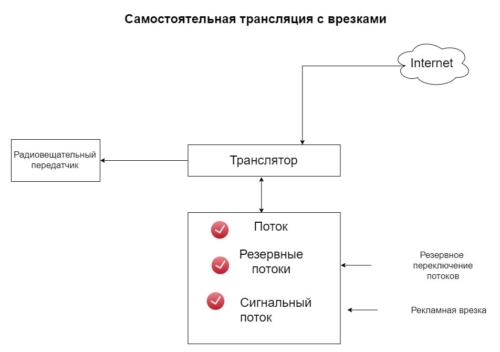 Самостоятельная трансляция с врезками
Internet
Радиовещательный
передатчик
Транслятор
Поток
Резервные
потоки
Сигнальный
поток
Резервное
переключение
потоков
Рекламная врезка